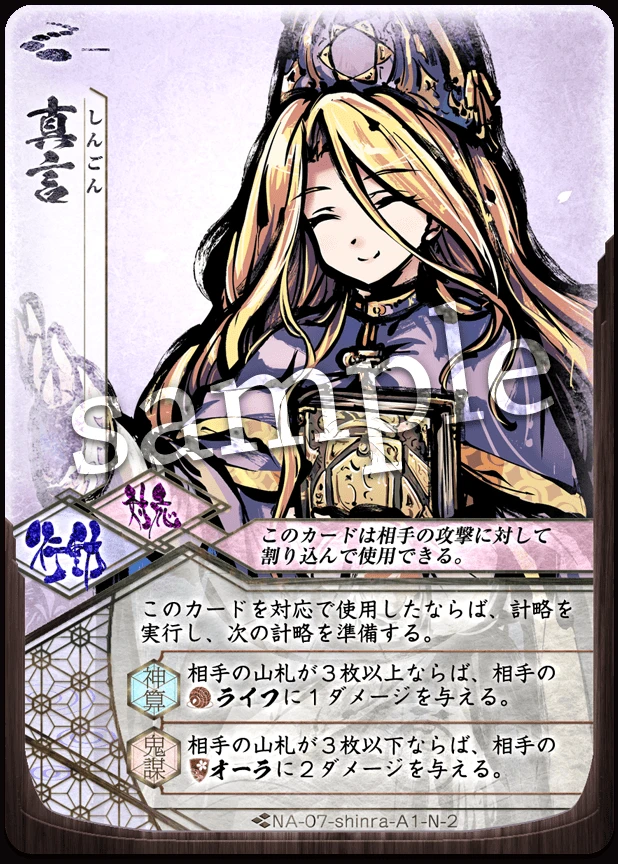 真言
しんごん
sample
対応
行動
このカードは相手の攻撃に対して
割り込んで使用できる。
このカードを対応で使用したならば、計略を
実行し、次の計略を準備する。
神算
相手の山札が３枚以上ならば、相手の
ライフに１ダメージを与える。
鬼謀
相手の山札が３枚以下ならば、相手の
オーラに２ダメージを与える。
NA-07-shinra-A1-N-2